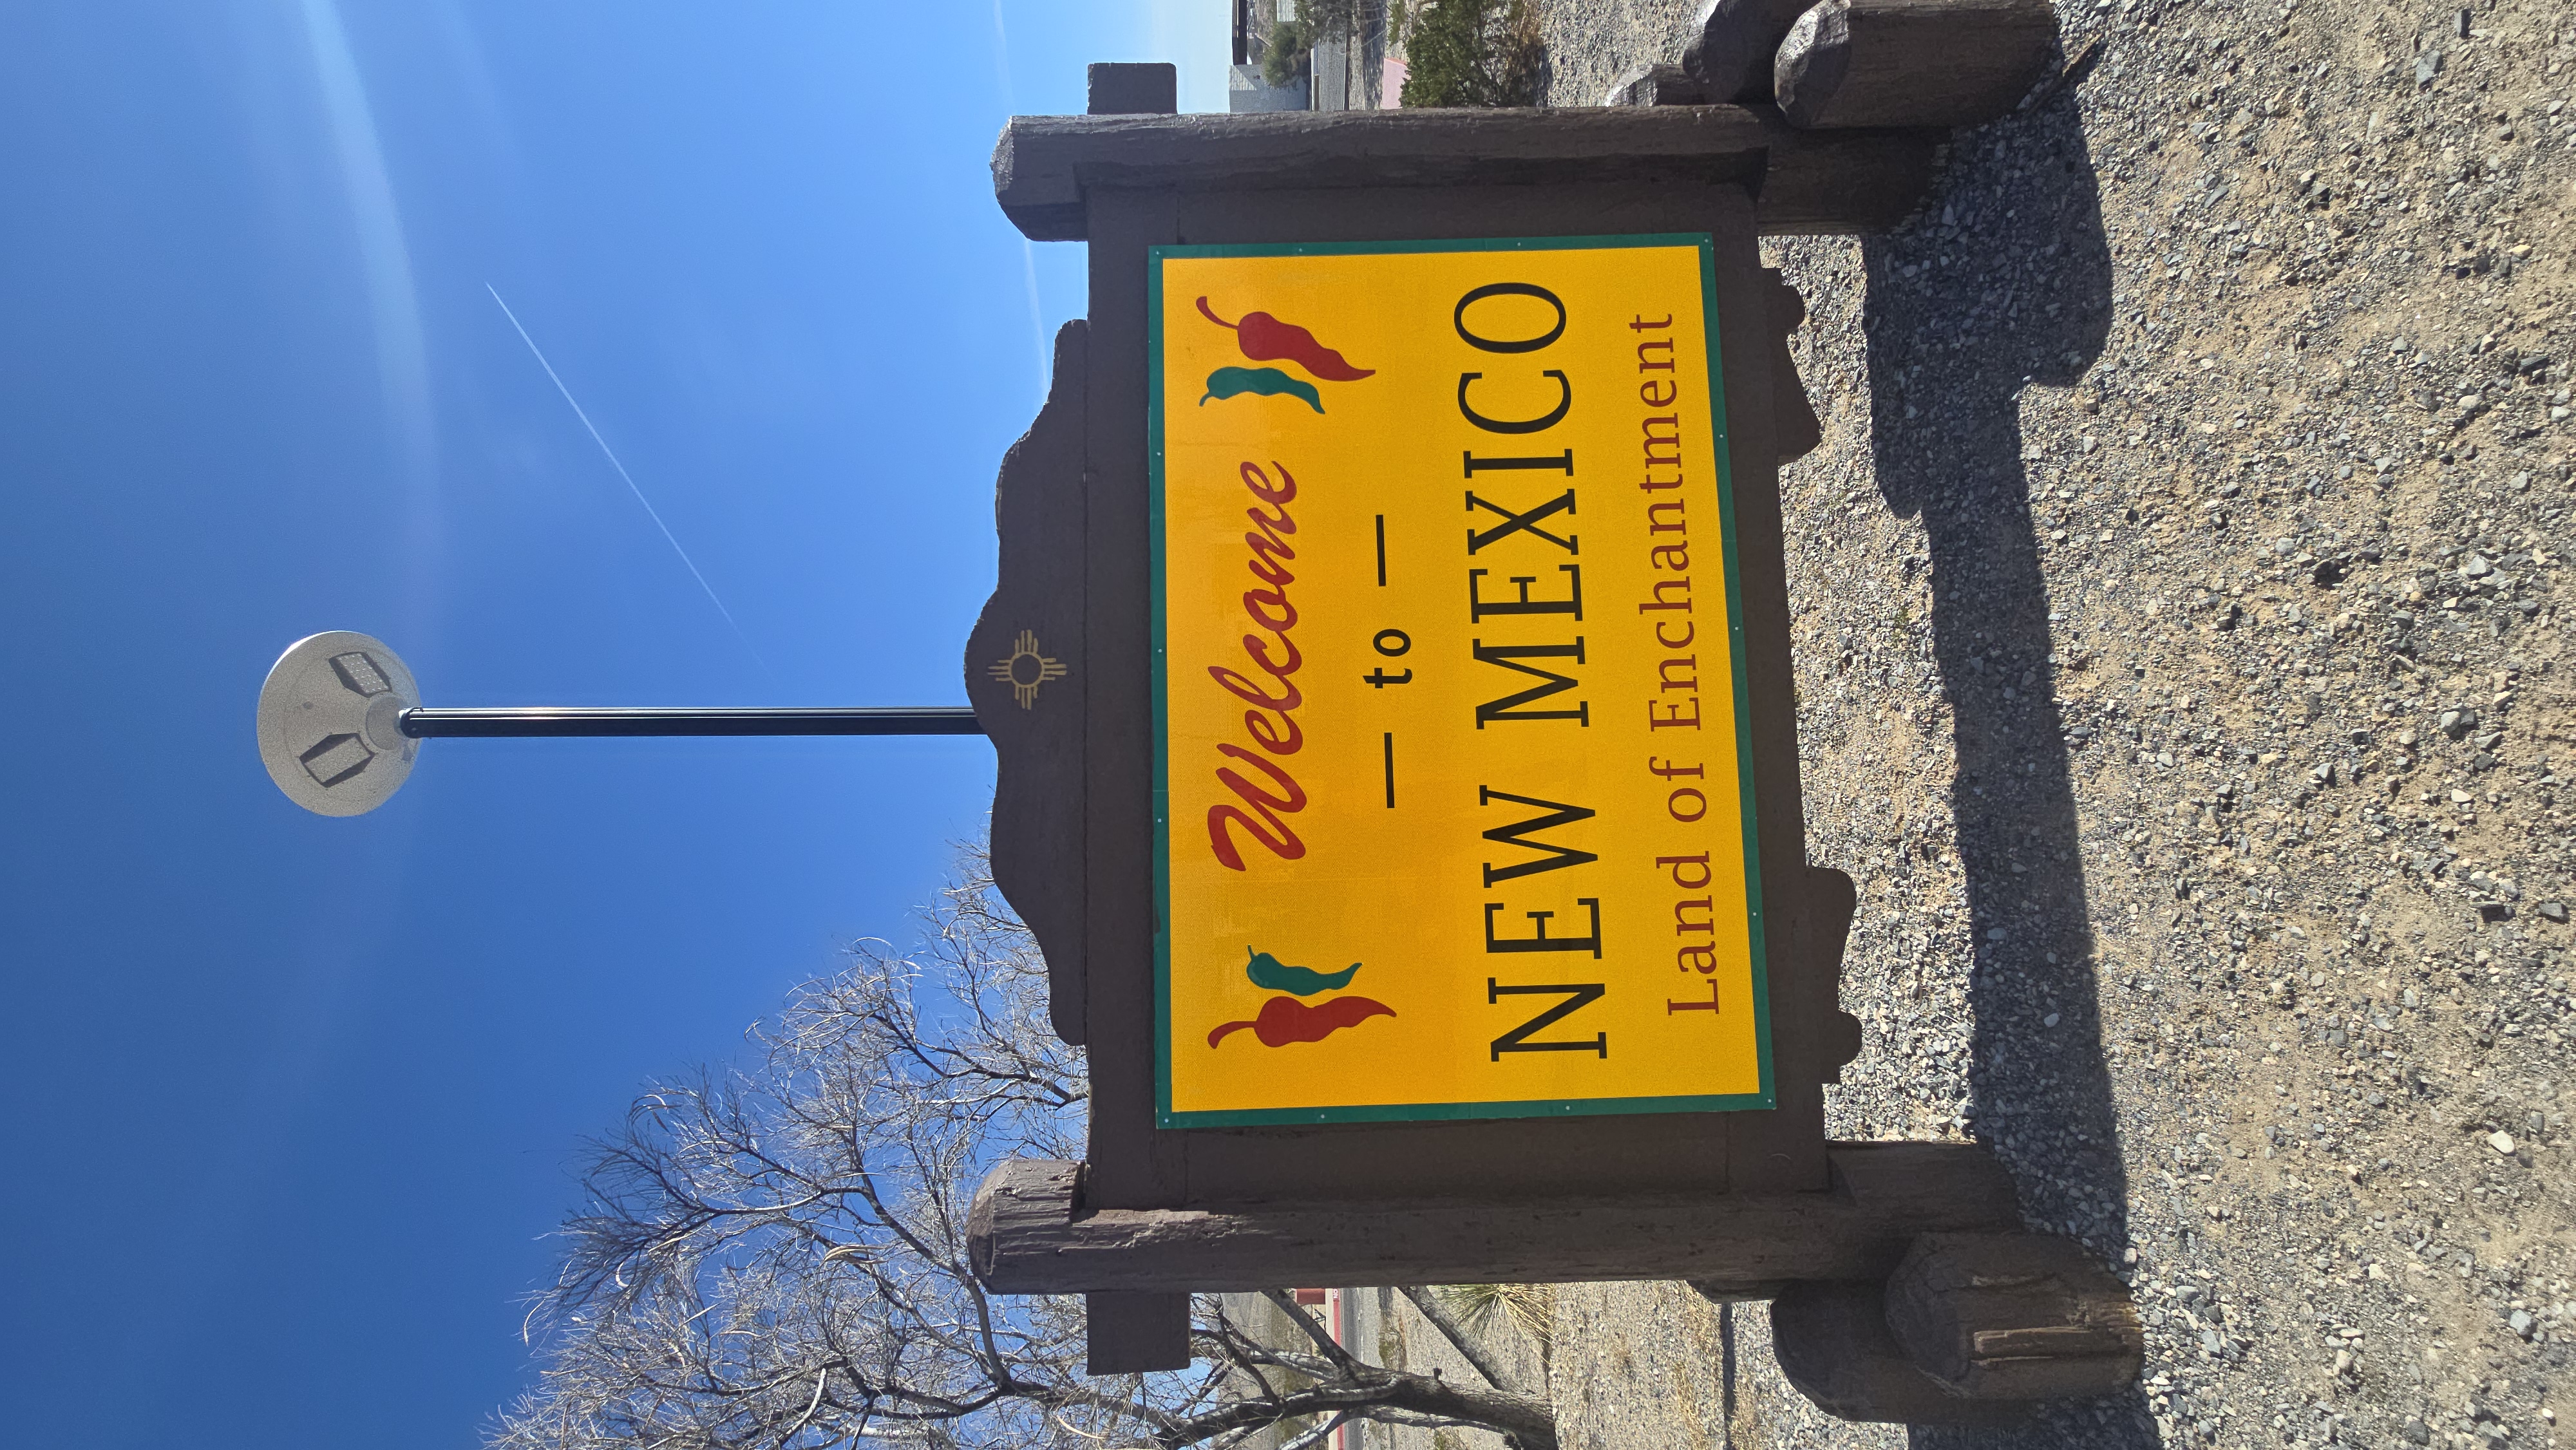 Welcome
— to —
NEW MEXICO
Land of Enchantment